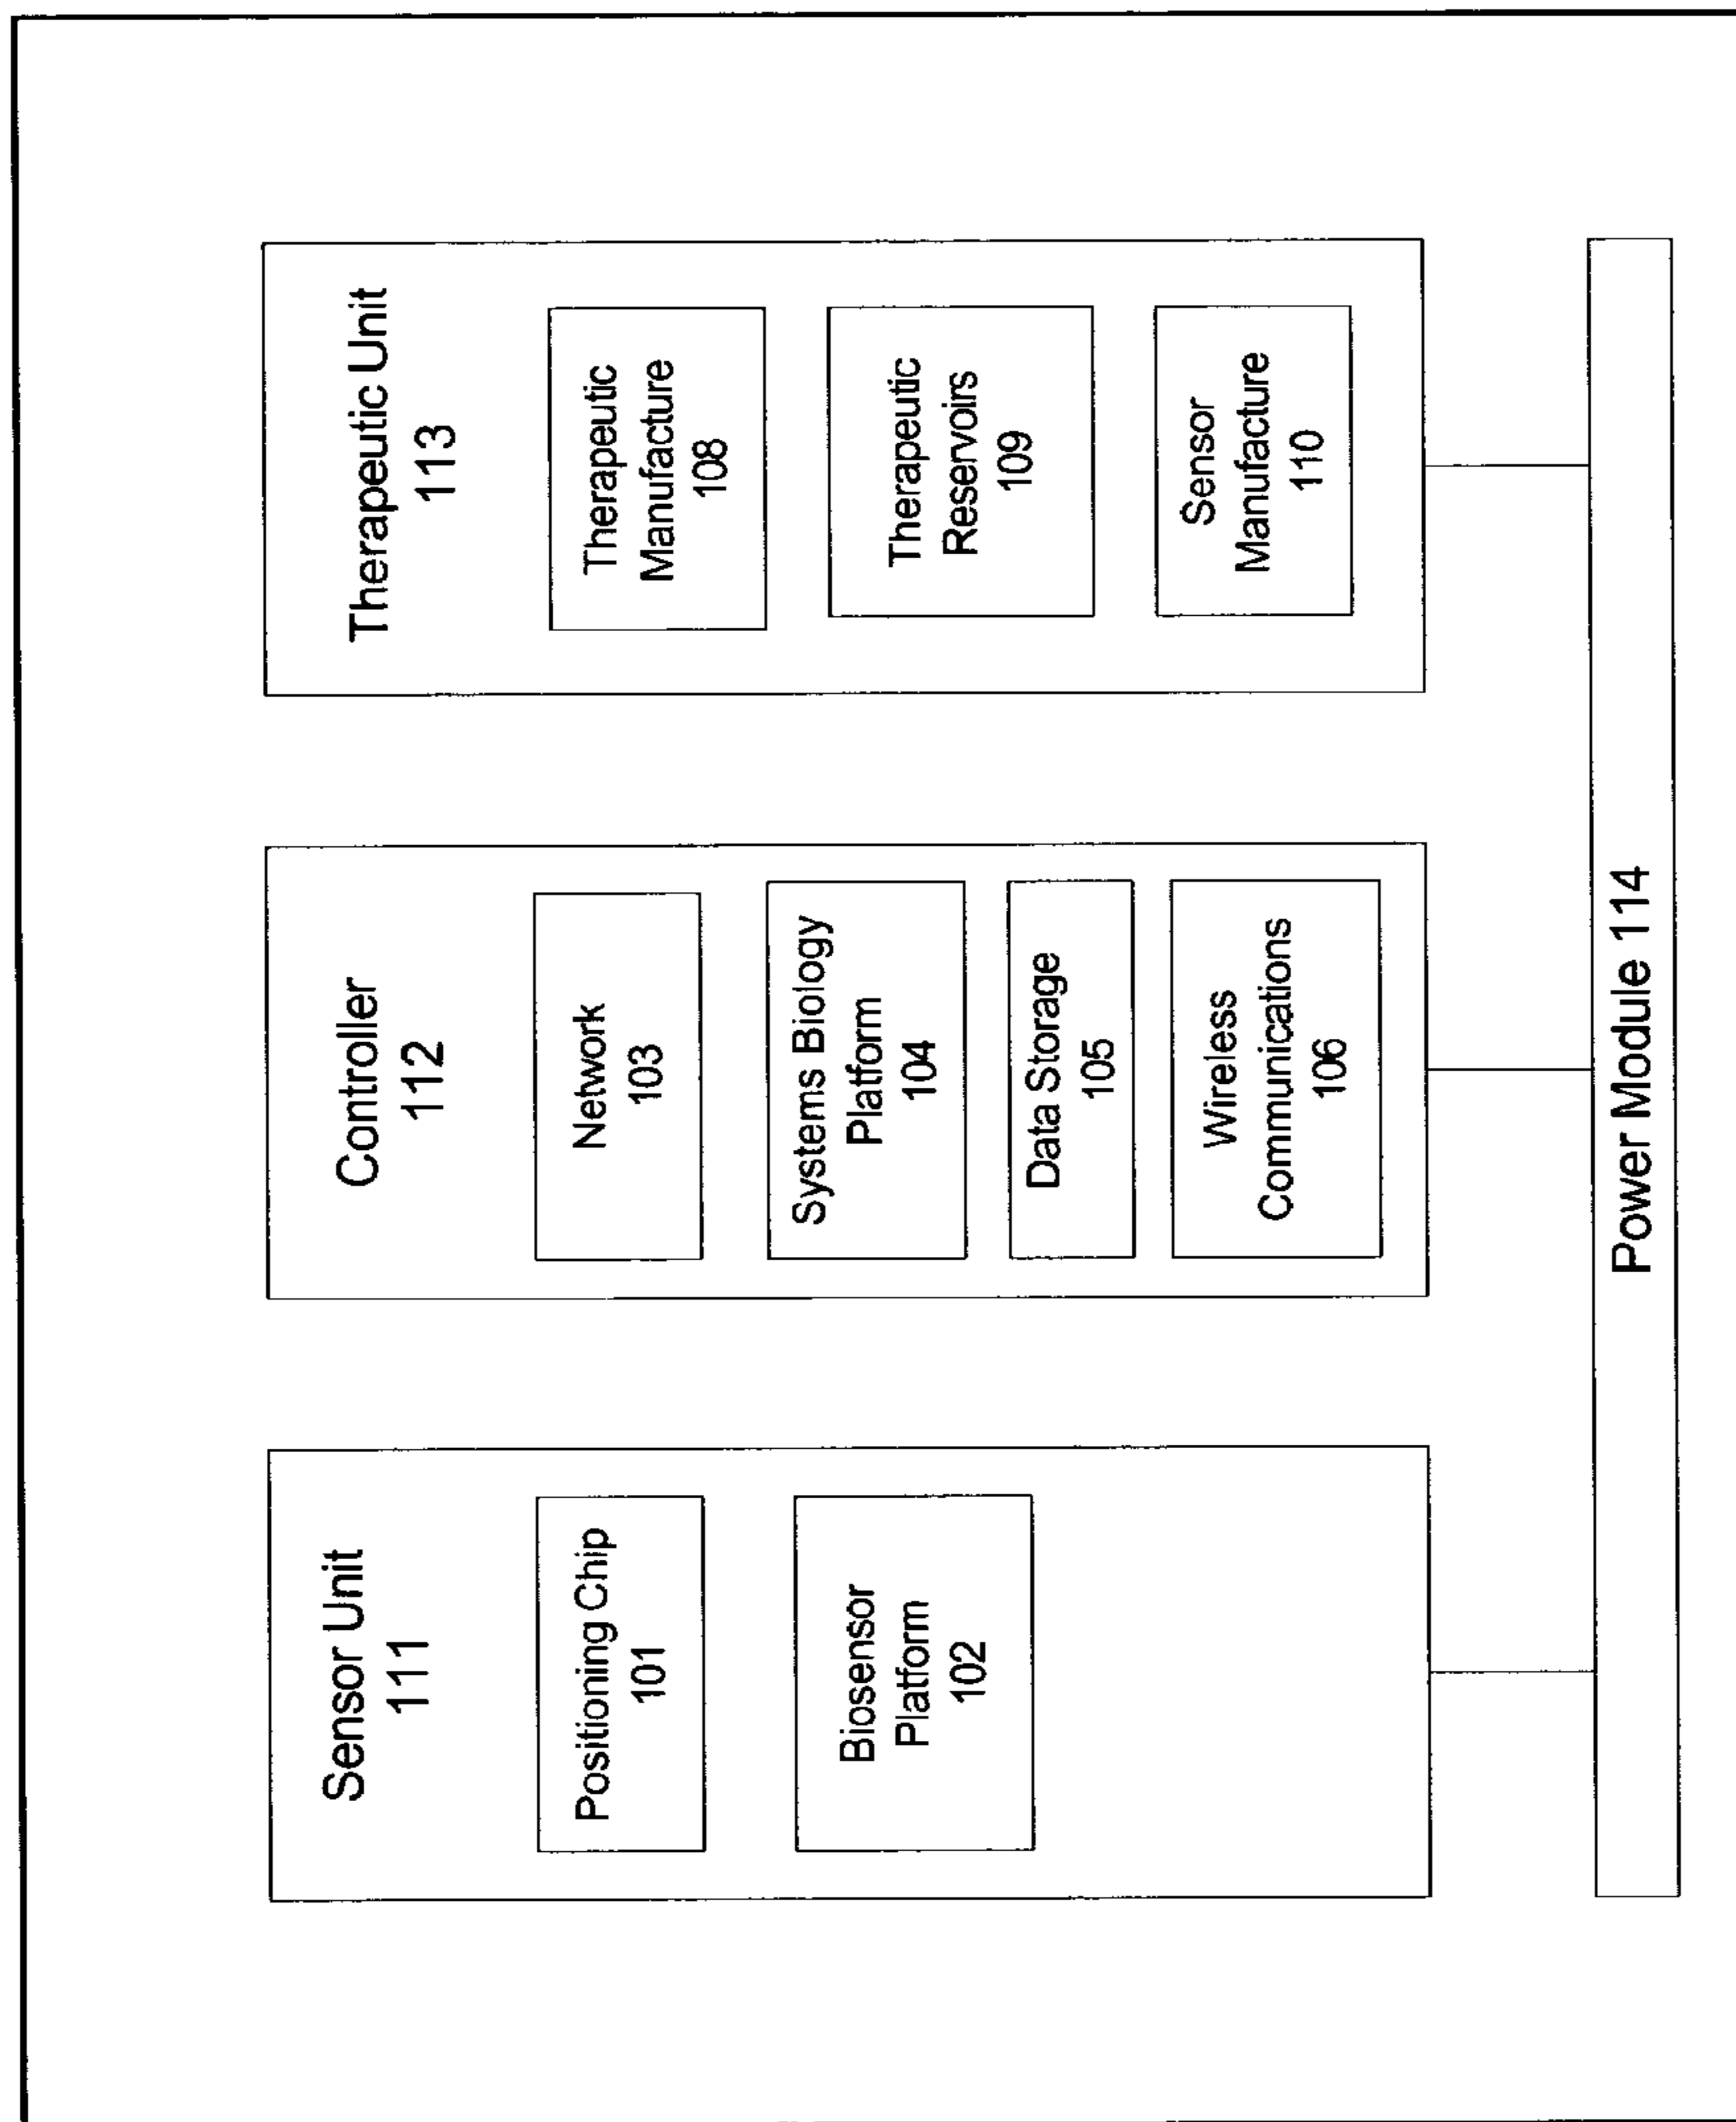 Sensor Unit
111
Positioning Chip
101
Biosensor
Platform
102
Controller
112
Network
103
Systems Biology
Platform
104
Data Storage
105
Wireless
Communications
106
Therapeutic Unit
113
Therapeutic
Manufacture
108
Therapeutic
Reservoirs
109
Sensor
Manufacture
110
Power Module 114